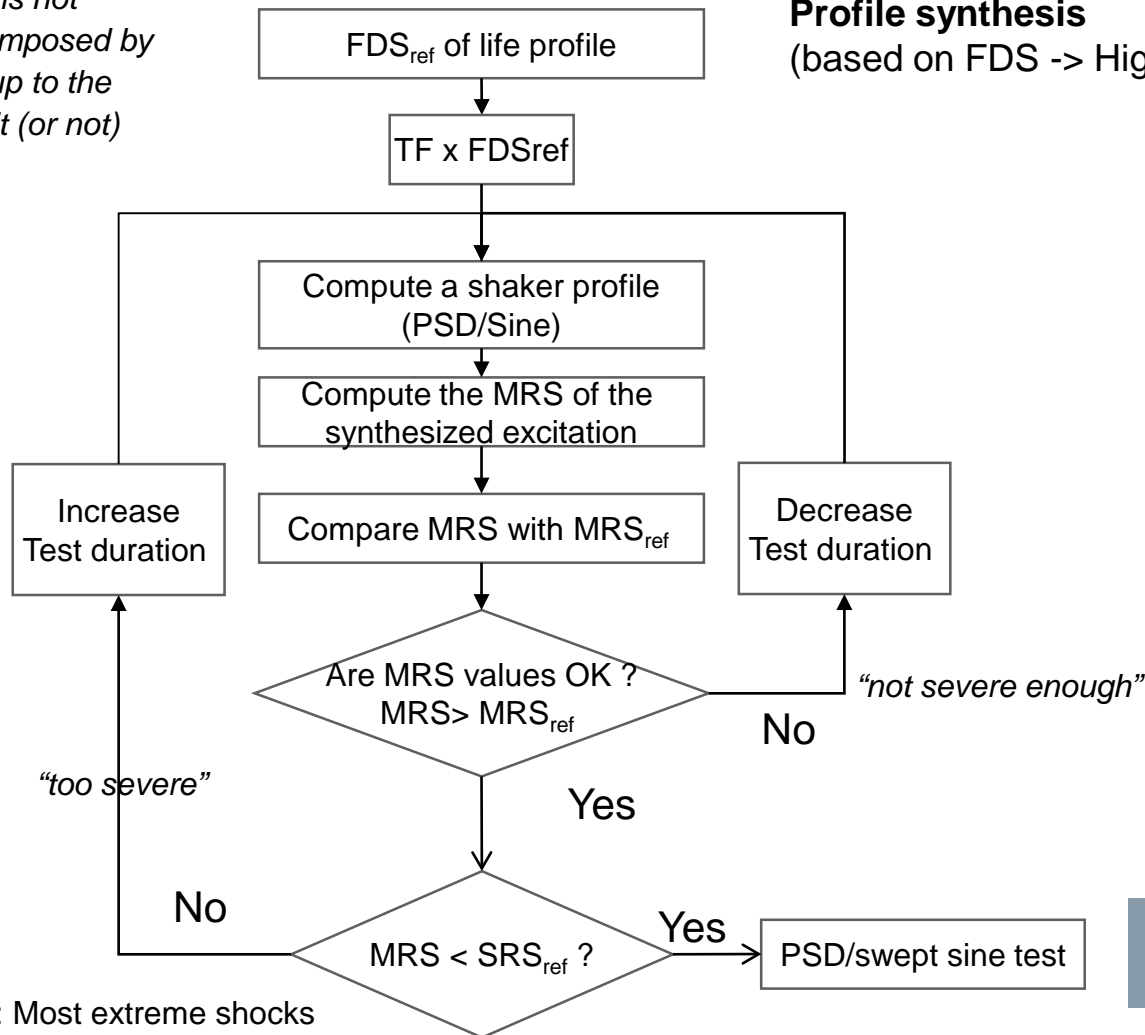 is not
mposed by
up to the
t (or not)
Profile synthesis
(based on FDS -> Hig
FDSref of life profile
TF x FDSref
Compute a shaker profile
(PSD/Sine)
Compute the MRS of the
synthesized excitation
Compare MRS with MRSref
Increase
Test duration
Decrease
Test duration
Are MRS values OK ?
MRS> MRSref
“not severe enough”
No
“too severe”
Yes
No
MRS < SRSref ?
Yes
PSD/swept sine test
: Most extreme shocks